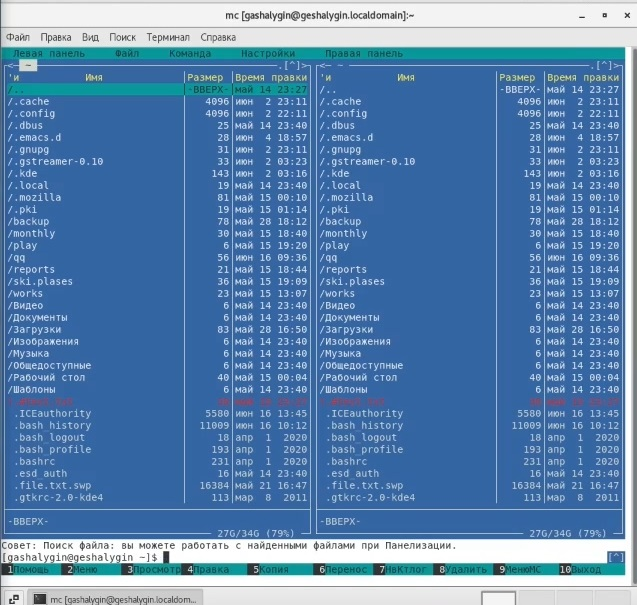 mc [gashalygin@geshalygin.localdomain]:~
Файл Правка Вид Поиск Терминал Справка
Левая панель Файл Команда Настройки Правая панель
<— ~ .[^]> <— ~ .[^]>
'и Имя Размер Время правки 'и Имя Размер Время правки
/.. -ВВЕРХ- май 14 23:27 /.. -ВВЕРХ- май 14 23:27
/.cache 4096 июн 2 23:11 /.cache 4096 июн 2 23:11
/.config 4096 июн 2 22:11 /.config 4096 июн 2 22:11
/.dbus 25 май 14 23:40 /.dbus 25 май 14 23:40
/.emacs.d 28 июн 4 18:57 /.emacs.d 28 июн 4 18:57
/.gnupg 31 июн 2 23:11 /.gnupg 31 июн 2 23:11
/.gstreamer-0.10 33 июн 2 03:23 /.gstreamer-0.10 33 июн 2 03:23
/.kde 143 июн 2 03:16 /.kde 143 июн 2 03:16
/.local 19 май 14 23:40 /.local 19 май 14 23:40
/.mozilla 81 май 15 00:10 /.mozilla 81 май 15 00:10
/.pki 19 май 15 01:14 /.pki 19 май 15 01:14
/backup 78 май 28 18:12 /backup 78 май 28 18:12
/monthly 30 май 15 18:40 /monthly 30 май 15 18:40
/play 6 май 15 19:20 /play 6 май 15 19:20
/qq 56 июн 16 09:36 /qq 56 июн 16 09:36
/reports 21 май 15 18:44 /reports 21 май 15 18:44
/ski.plases 36 май 15 19:09 /ski.plases 36 май 15 19:09
/works 23 май 15 13:07 /works 23 май 15 13:07
/Видео 6 май 14 23:40 /Видео 6 май 14 23:40
/Документы 6 май 14 23:40 /Документы 6 май 14 23:40
/Загрузки 83 май 28 16:50 /Загрузки 83 май 28 16:50
/Изображения 6 май 14 23:40 /Изображения 6 май 14 23:40
/Музыка 6 май 14 23:40 /Музыка 6 май 14 23:40
/Общедоступные 6 май 14 23:40 /Общедоступные 6 май 14 23:40
/Рабочий стол 40 май 15 00:04 /Рабочий стол 40 май 15 00:04
/Шаблоны 6 май 14 23:40 /Шаблоны 6 май 14 23:40
.ICEauthority 5580 июн 16 13:45 .ICEauthority 5580 июн 16 13:45
.bash_history 11009 июн 16 10:12 .bash_history 11009 июн 16 10:12
.bash_logout 18 апр 1 2020 .bash_logout 18 апр 1 2020
.bash_profile 193 апр 1 2020 .bash_profile 193 апр 1 2020
.bashrc 231 апр 1 2020 .bashrc 231 апр 1 2020
.esd auth 16 май 14 23:40 .esd auth 16 май 14 23:40
.file.txt.swp 16384 май 21 16:47 .file.txt.swp 16384 май 21 16:47
.gtkrc-2.0-kde4 113 мар 8 2011 .gtkrc-2.0-kde4 113 мар 8 2011
-ВВЕРХ- -ВВЕРХ-
27G/34G (79%) 27G/34G (79%)
Совет: Поиск файла: вы можете работать с найденными файлами при Панелизации.
[gashalygin@geshalygin ~]$ [^]
1Помощь 2Меню 3Просмотр 4Правка 5Копия 6Перенос 7НвКтлог 8Удалить 9МенюMC 10Выход
mc [gashalygin@geshalygin.localdom...